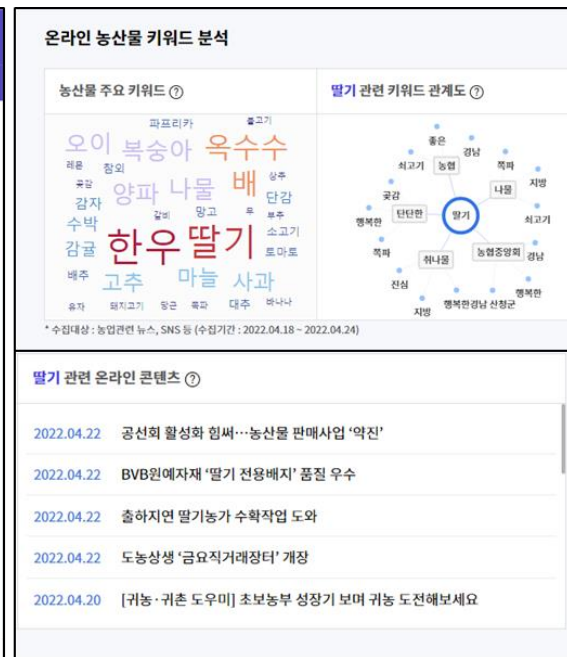 온라인 농산물 키워드 분석
농산물 주요 키워드 ?
딸기 관련 키워드 관계도 ?
파프리카 불고기
오이 복숭아 옥수수
레몬 참외
곶감 양파 나물 배 상주
감자 단감
수박 갈비 망고 무 부추
감귤 한우 딸기 소고기
토마토
배추 고추 마늘 사과
유자 돼지고기 당근 쪽파 대추 바나나
좋은 경남
쇠고기 농협 쪽파
나물 지방
곶감
행복한 단단한 딸기 쇠고기
쪽파 취나물 농협중앙회 경남
진심 행복한
지방 행복한경남 산청군
* 수집대상 : 농업관련 뉴스, SNS 등 (수집기간 : 2022.04.18 ~ 2022.04.24)
딸기 관련 온라인 콘텐츠 ?
2022.04.22 공선회 활성화 힘써…농산물 판매사업 ‘약진’
2022.04.22 BVB원예자재 ‘딸기 전용배지’ 품질 우수
2022.04.22 출하지연 딸기농가 수확작업 도와
2022.04.22 도농상생 ‘금요직거래장터’ 개장
2022.04.20 [귀농·귀촌 도우미] 초보농부 성장기 보며 귀농 도전해보세요